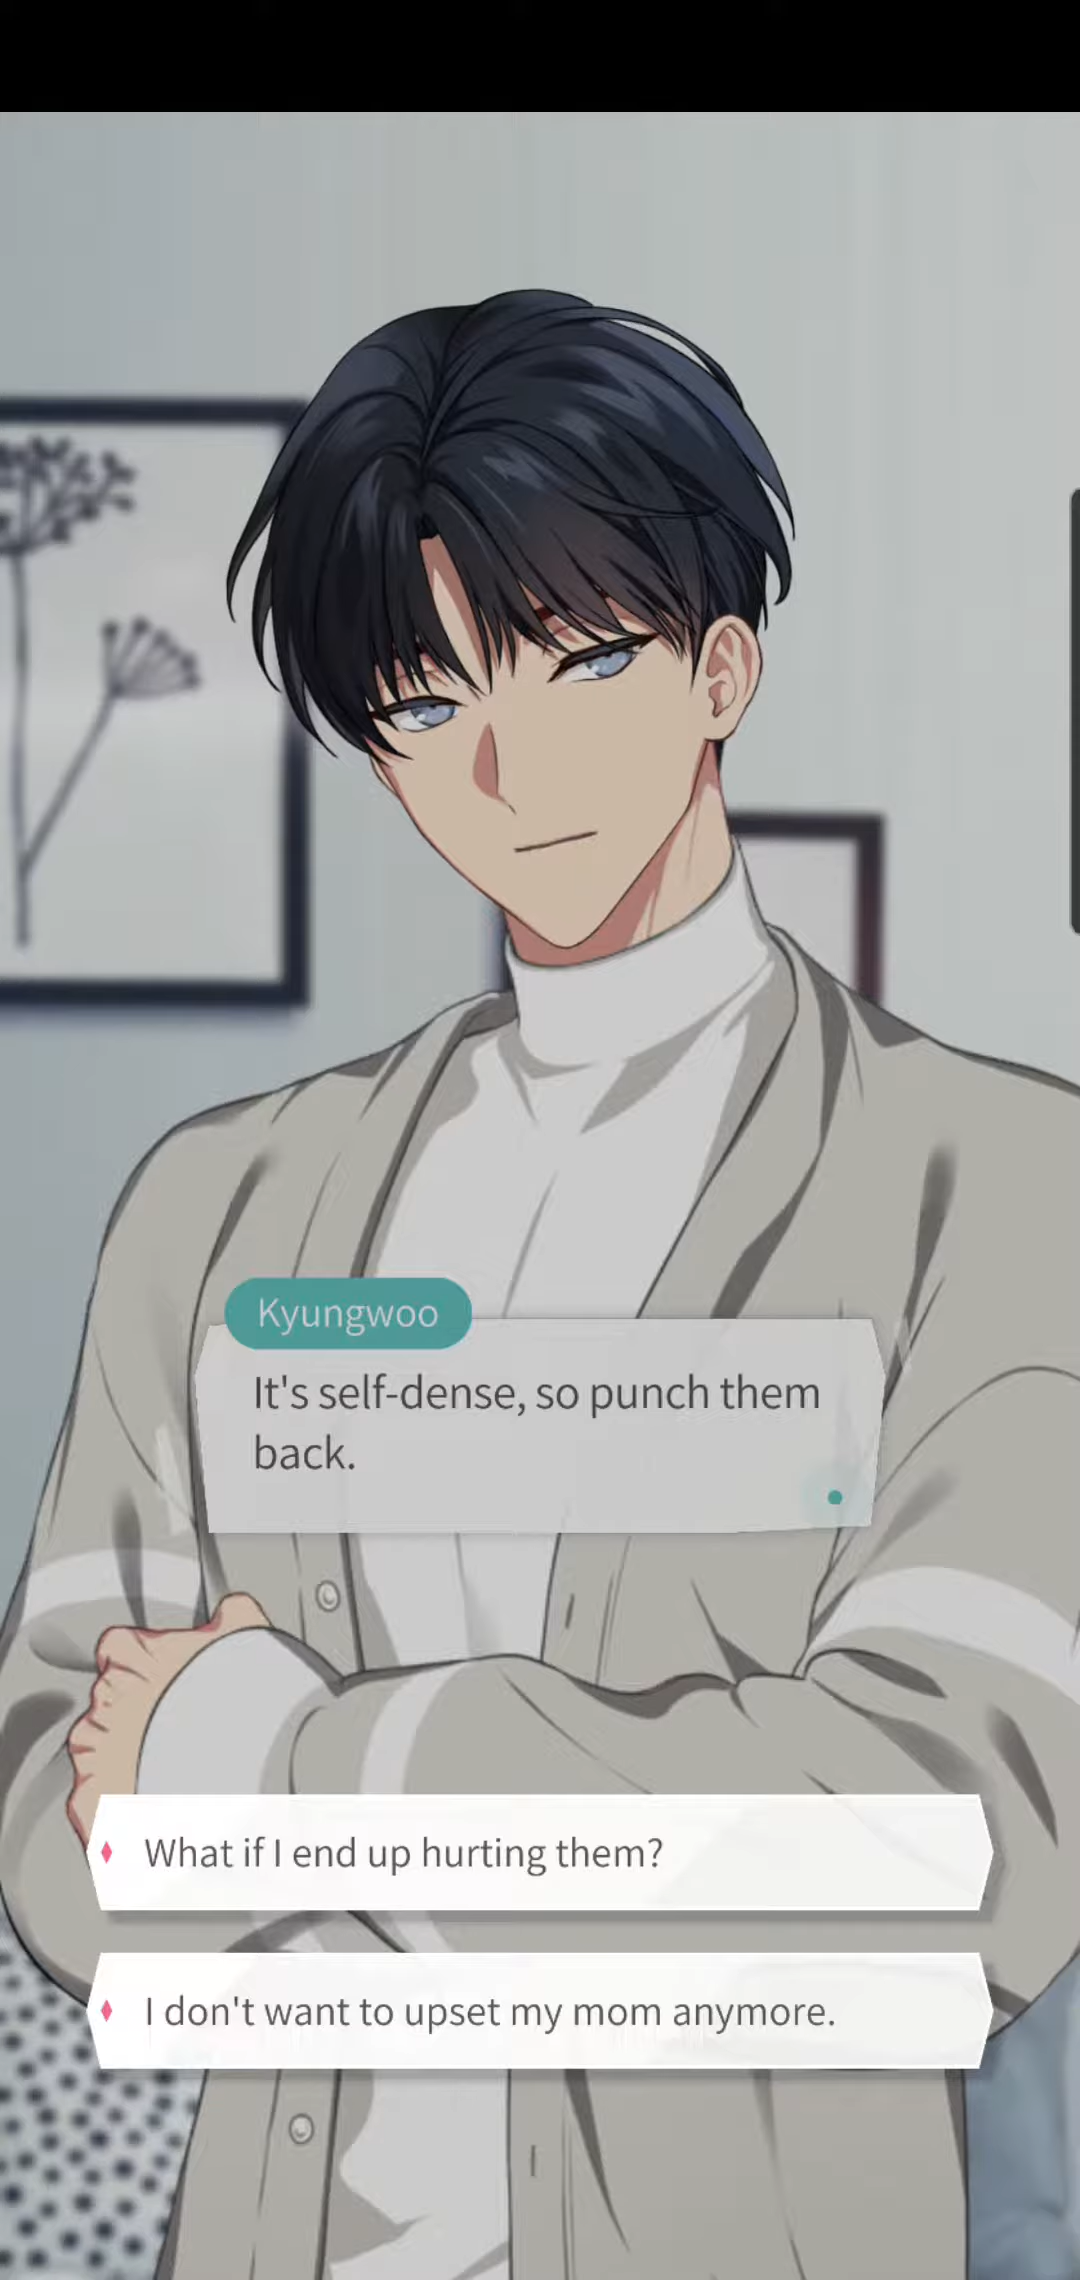 Kyungwoo
It's self-dense, so punch them
back.
What if I end up hurting them?
I don't want to upset my mom anymore.